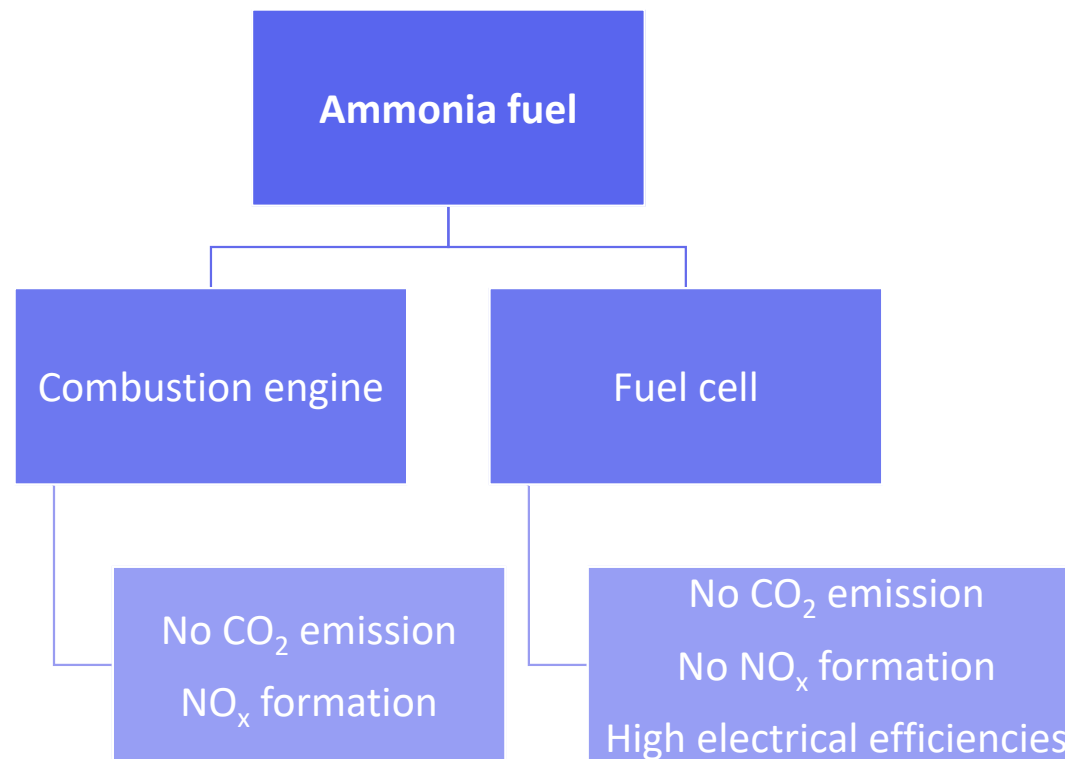 Ammonia fuel
Combustion engine
Fuel cell
No CO₂ emission
NOₓ formation
No CO₂ emission
No NOₓ formation
High electrical efficiencies